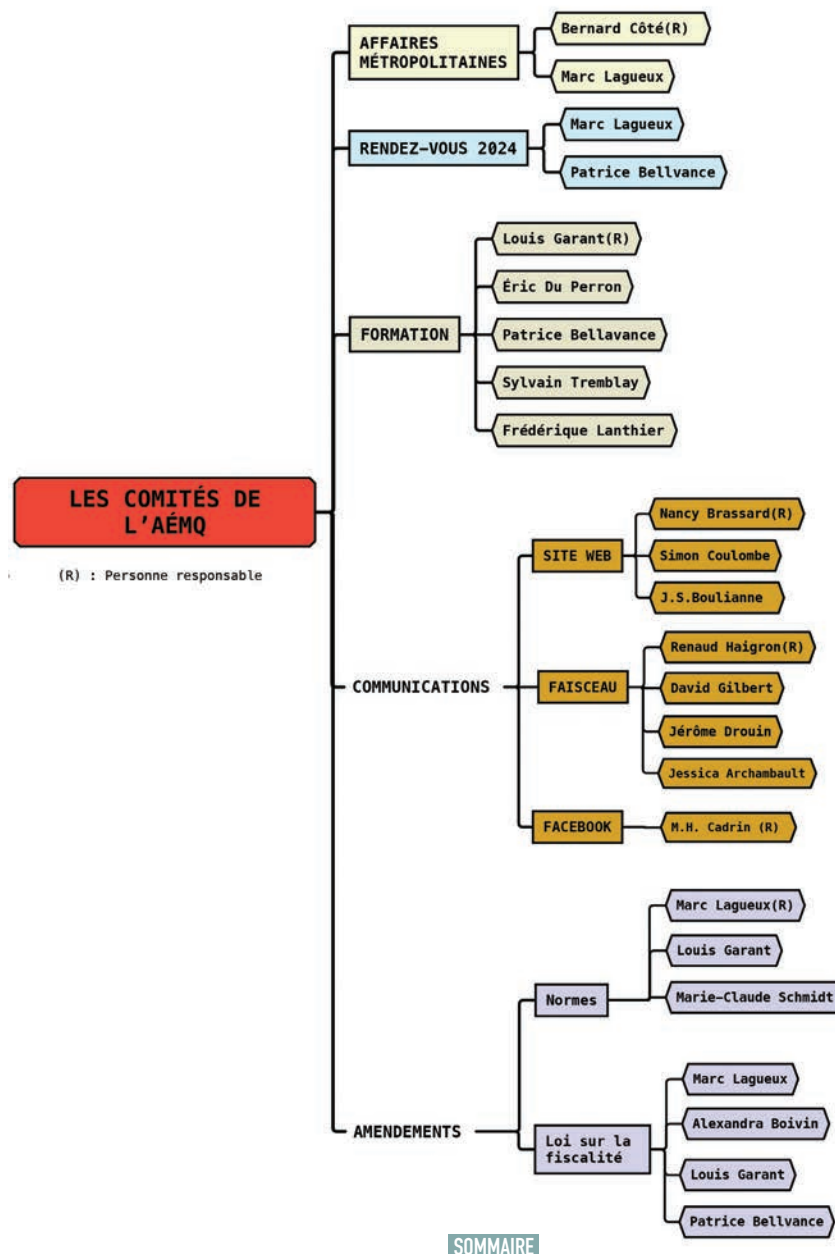 LES COMITÉS DE
L'AÉMQ
(R) : Personne responsable
AFFAIRES
MÉTROPOLITAINES
Bernard Côté(R)
Marc Lagueux
RENDEZ-VOUS 2024
Marc Lagueux
Patrice Bellvance
FORMATION
Louis Garant(R)
Éric Du Perron
Patrice Bellavance
Sylvain Tremblay
Frédérique Lanthier
COMMUNICATIONS
SITE WEB
Nancy Brassard(R)
Simon Coulombe
J.S.Boulianne
FAISCEAU
Renaud Haigron(R)
David Gilbert
Jérôme Drouin
Jessica Archambault
FACEBOOK
M.H. Cadrin (R)
AMENDEMENTS
Normes
Marc Lagueux(R)
Louis Garant
Marie-Claude Schmidt
Loi sur la
fiscalité
Marc Lagueux
Alexandra Boivin
Louis Garant
Patrice Bellvance
SOMMAIRE